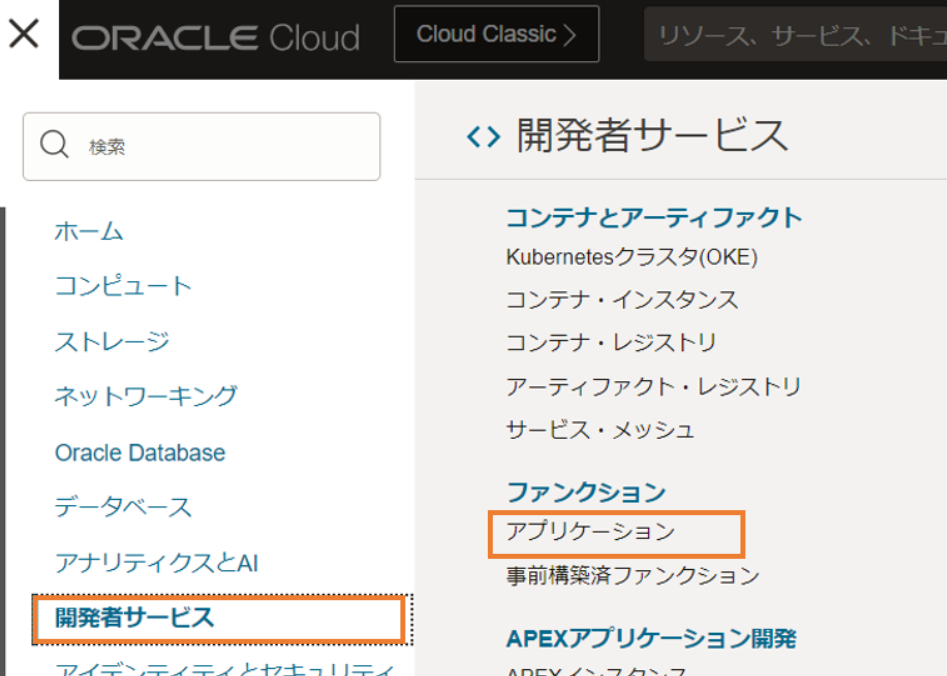 ORACLE Cloud
Cloud Classic
リソース、サービス、ドキュ
検索
ホーム
コンピュート
ストレージ
ネットワーキング
Oracle Database
データベース
アナリティクスとAI
開発者サービス
アイデンティティとセキュリティ
開発者サービス
コンテナとアーティファクト
Kubernetesクラスタ(OKE)
コンテナ・インスタンス
コンテナ・レジストリ
アーティファクト・レジストリ
サービス・メッシュ
ファンクション
アプリケーション
事前構築済ファンクション
APEXアプリケーション開発
APEXインスタンス